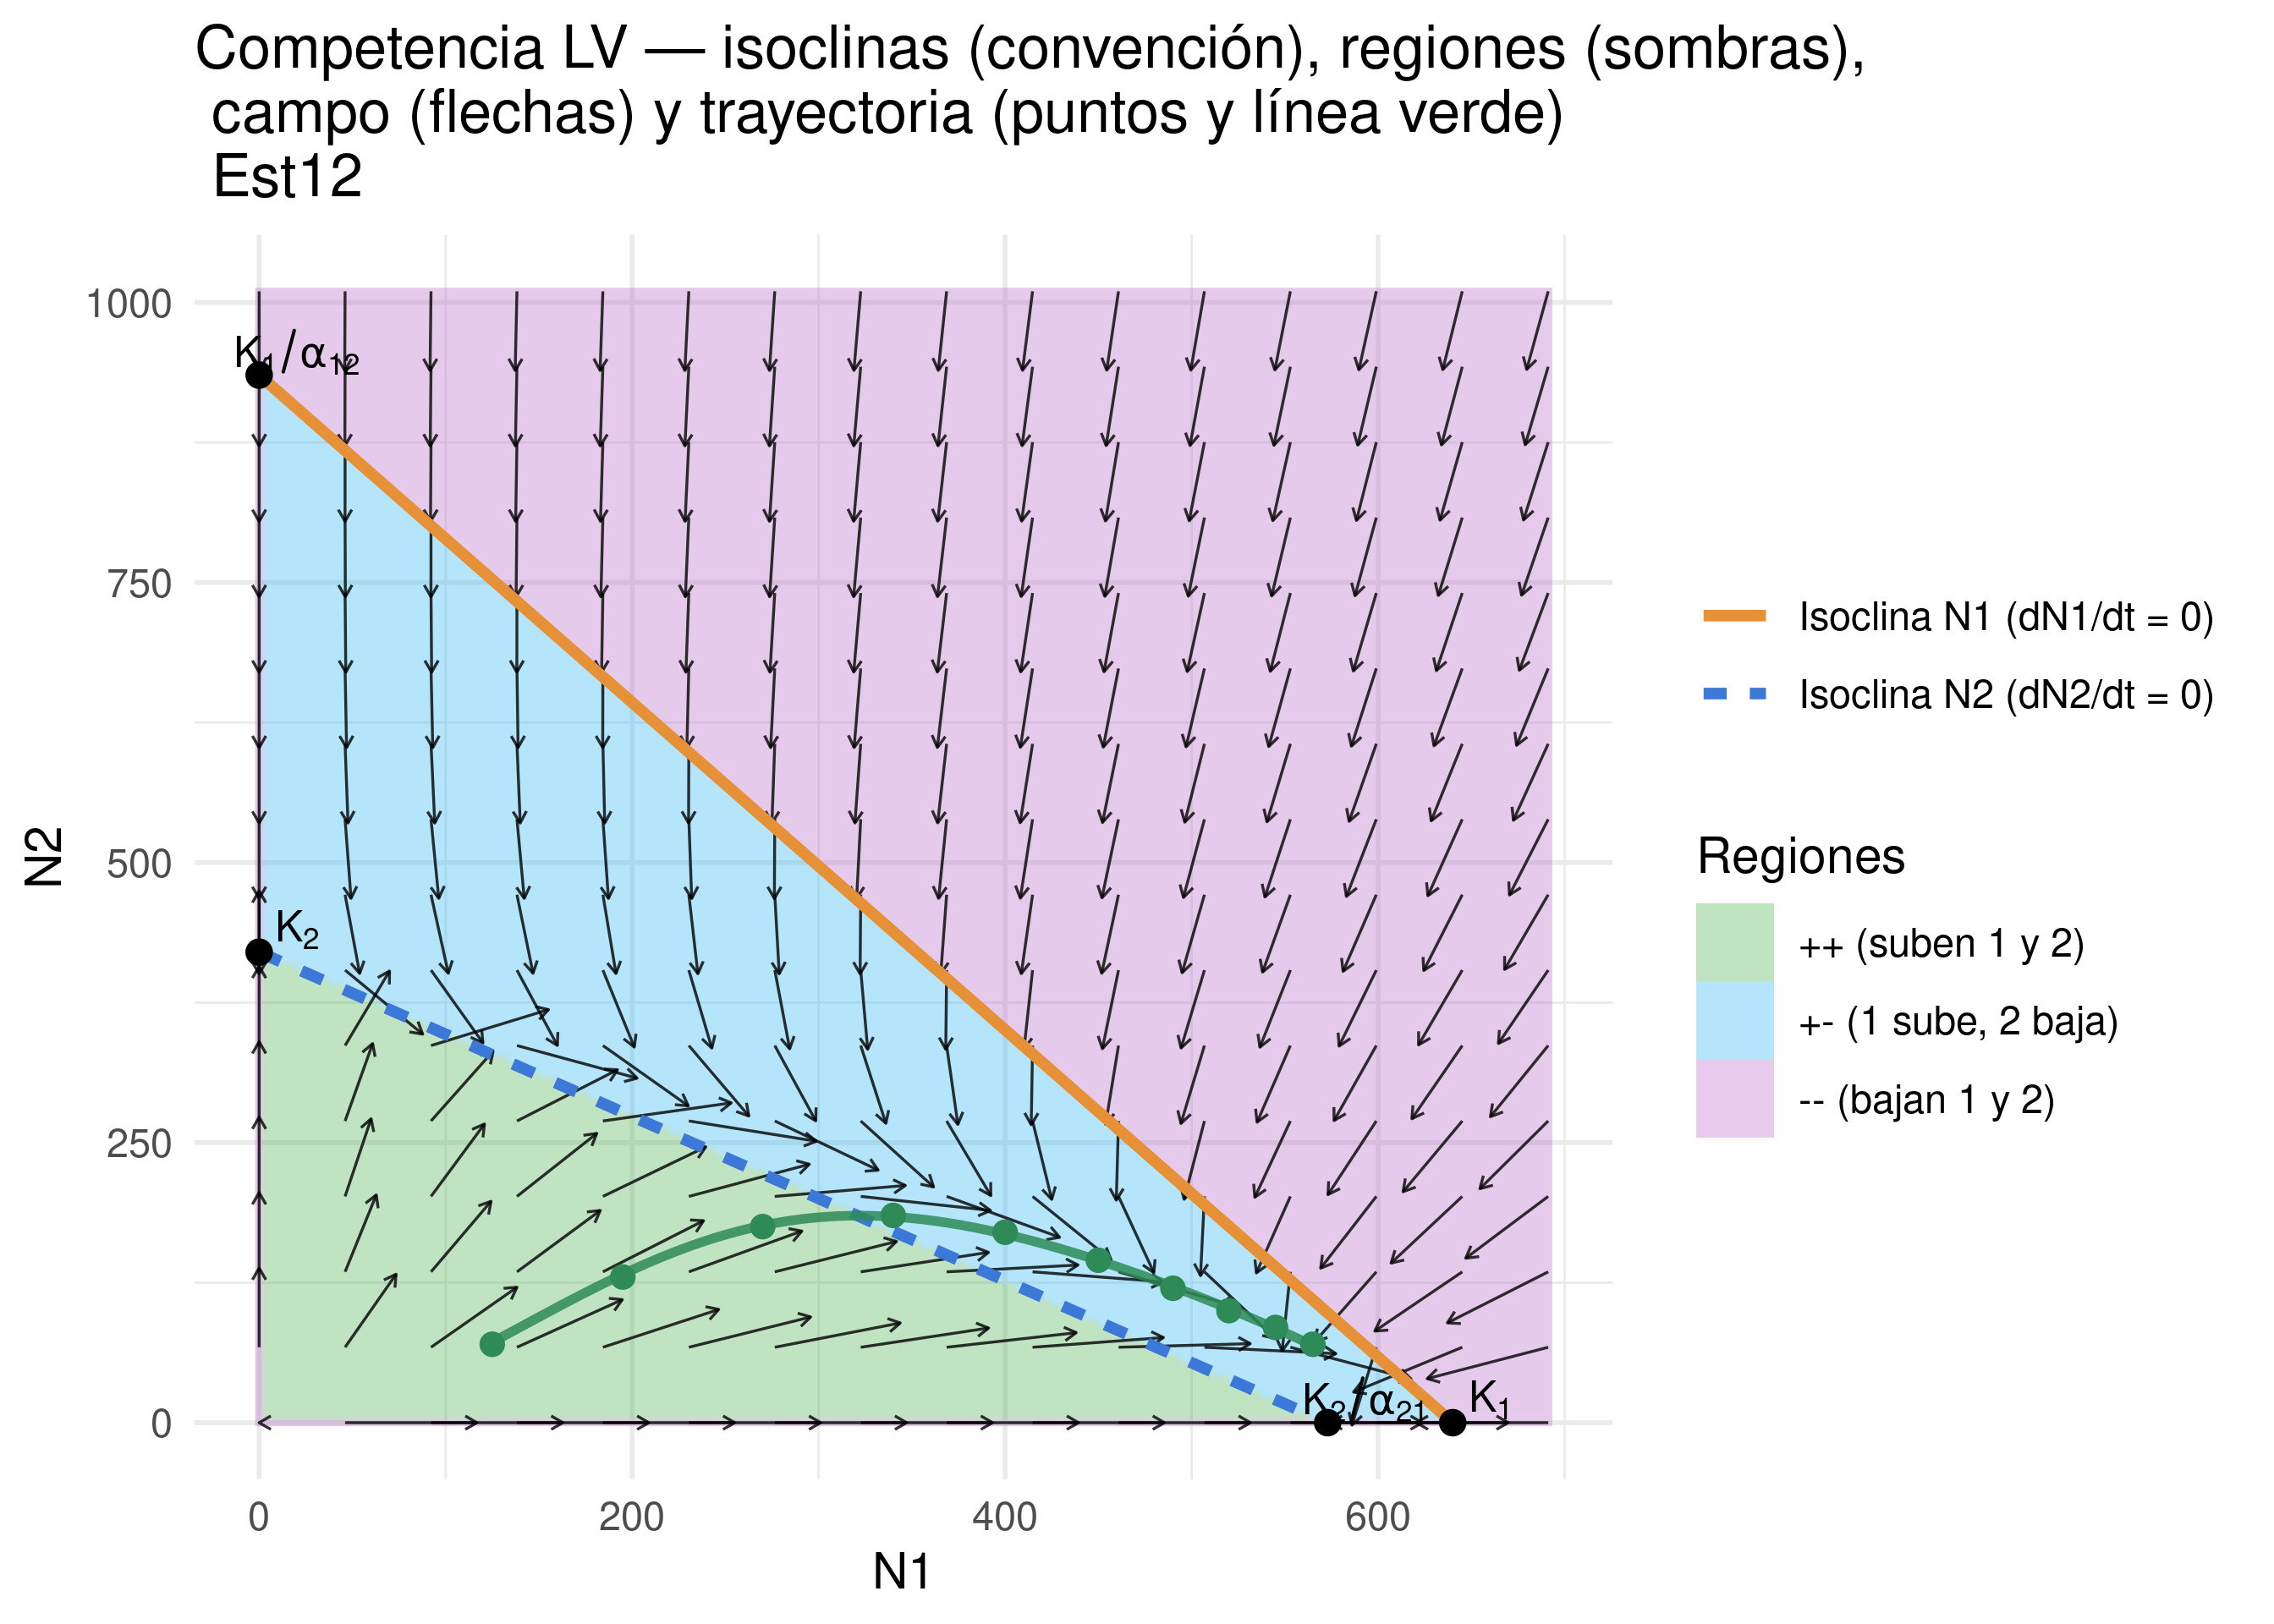 Competencia LV — isoclinas (convención), regiones (sombras),
campo (flechas) y trayectoria (puntos y línea verde)
Est12
1000
750
500
250
0
N2
K₁/α₁₂
K₂
K₂/α₂₁
K₁
0
200
400
600
N1
Isoclina N1 (dN1/dt = 0)
Isoclina N2 (dN2/dt = 0)
Regiones
++ (suben 1 y 2)
+- (1 sube, 2 baja)
-- (bajan 1 y 2)